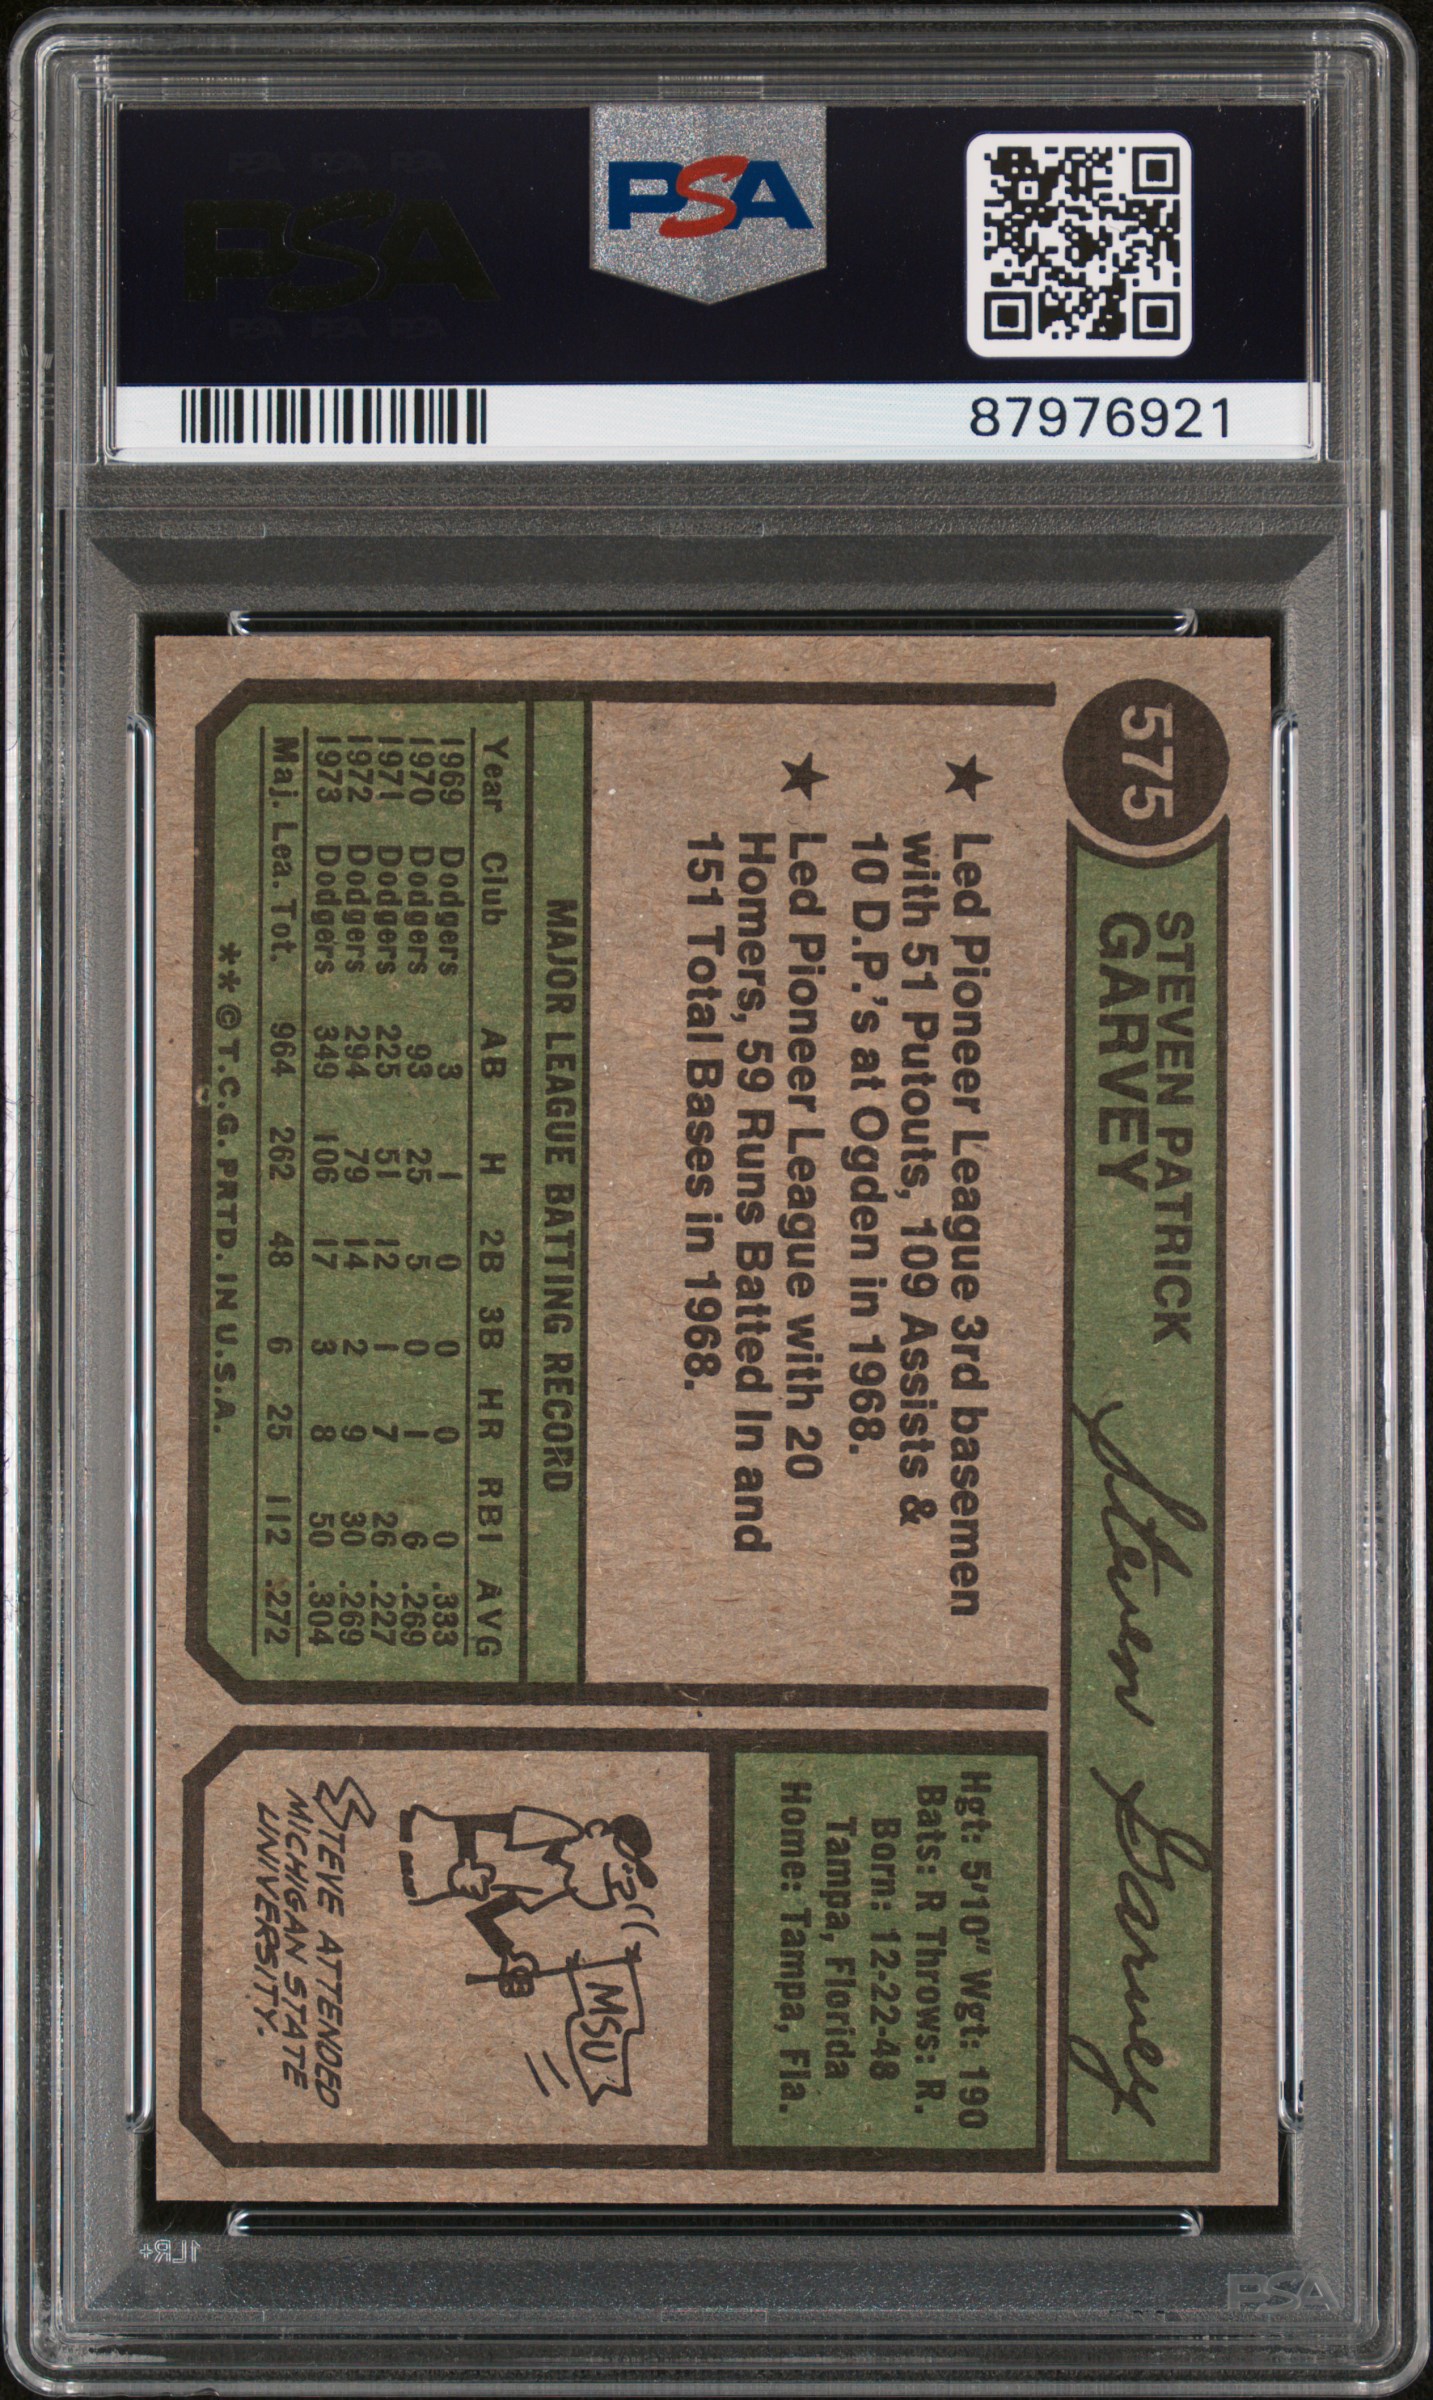 PSA
87976921
575
STEVEN PATRICK
GARVEY
Steven Garvey
★ Led Pioneer League 3rd basemen
with 51 Putouts, 109 Assists &
10 D.P.'s at Ogden in 1968.
★ Led Pioneer League with 20
Homers, 59 Runs Batted In and
151 Total Bases in 1968.
MAJOR LEAGUE BATTING RECORD
Year Club AB H 2B 3B HR RBI AVG
1969 Dodgers 3 1 0 0 0 0 .333
1970 Dodgers 93 25 5 0 1 6 .269
1971 Dodgers 225 51 12 1 7 26 .227
1972 Dodgers 294 79 14 2 9 30 .269
1973 Dodgers 349 106 17 3 8 50 .304
Maj. Lea. Tot. 964 262 48 6 25 112 .272
**©T.C.G. PRTD. IN U.S.A.
Hgt: 5'10" Wgt: 190
Bats: R Throws: R.
Born: 12-22-48
Tampa, Florida
Home: Tampa, Fla.
MSU
STEVE ATTENDED
MICHIGAN STATE
UNIVERSITY.
PSA
PSA
1LR+